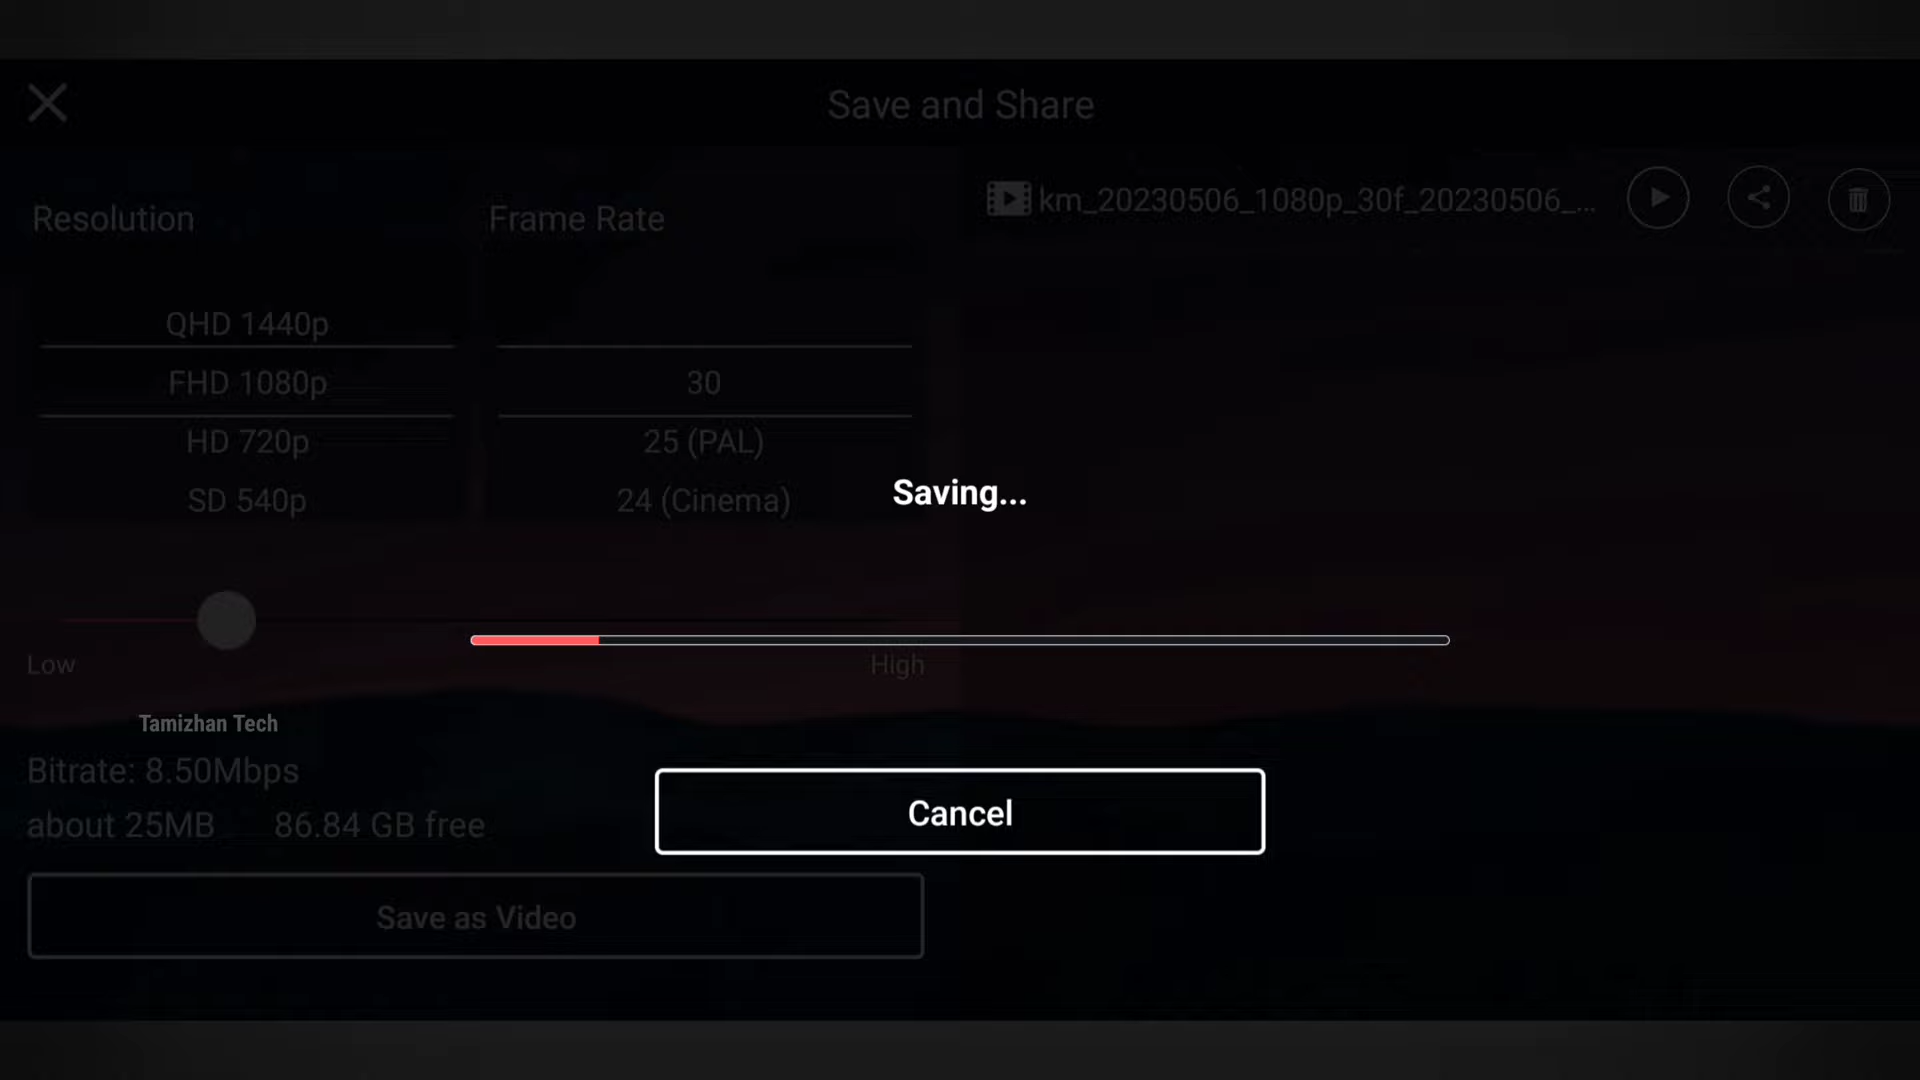 Save and Share
Resolution
Frame Rate
km_20230506_1080p_30f_20230506_...
QHD 1440p
FHD 1080p
30
HD 720p
25 (PAL)
SD 540p
24 (Cinema)
Saving...
Low
High
Tamizhan Tech
Bitrate: 8.50Mbps
about 25MB 86.84 GB free
Cancel
Save as Video